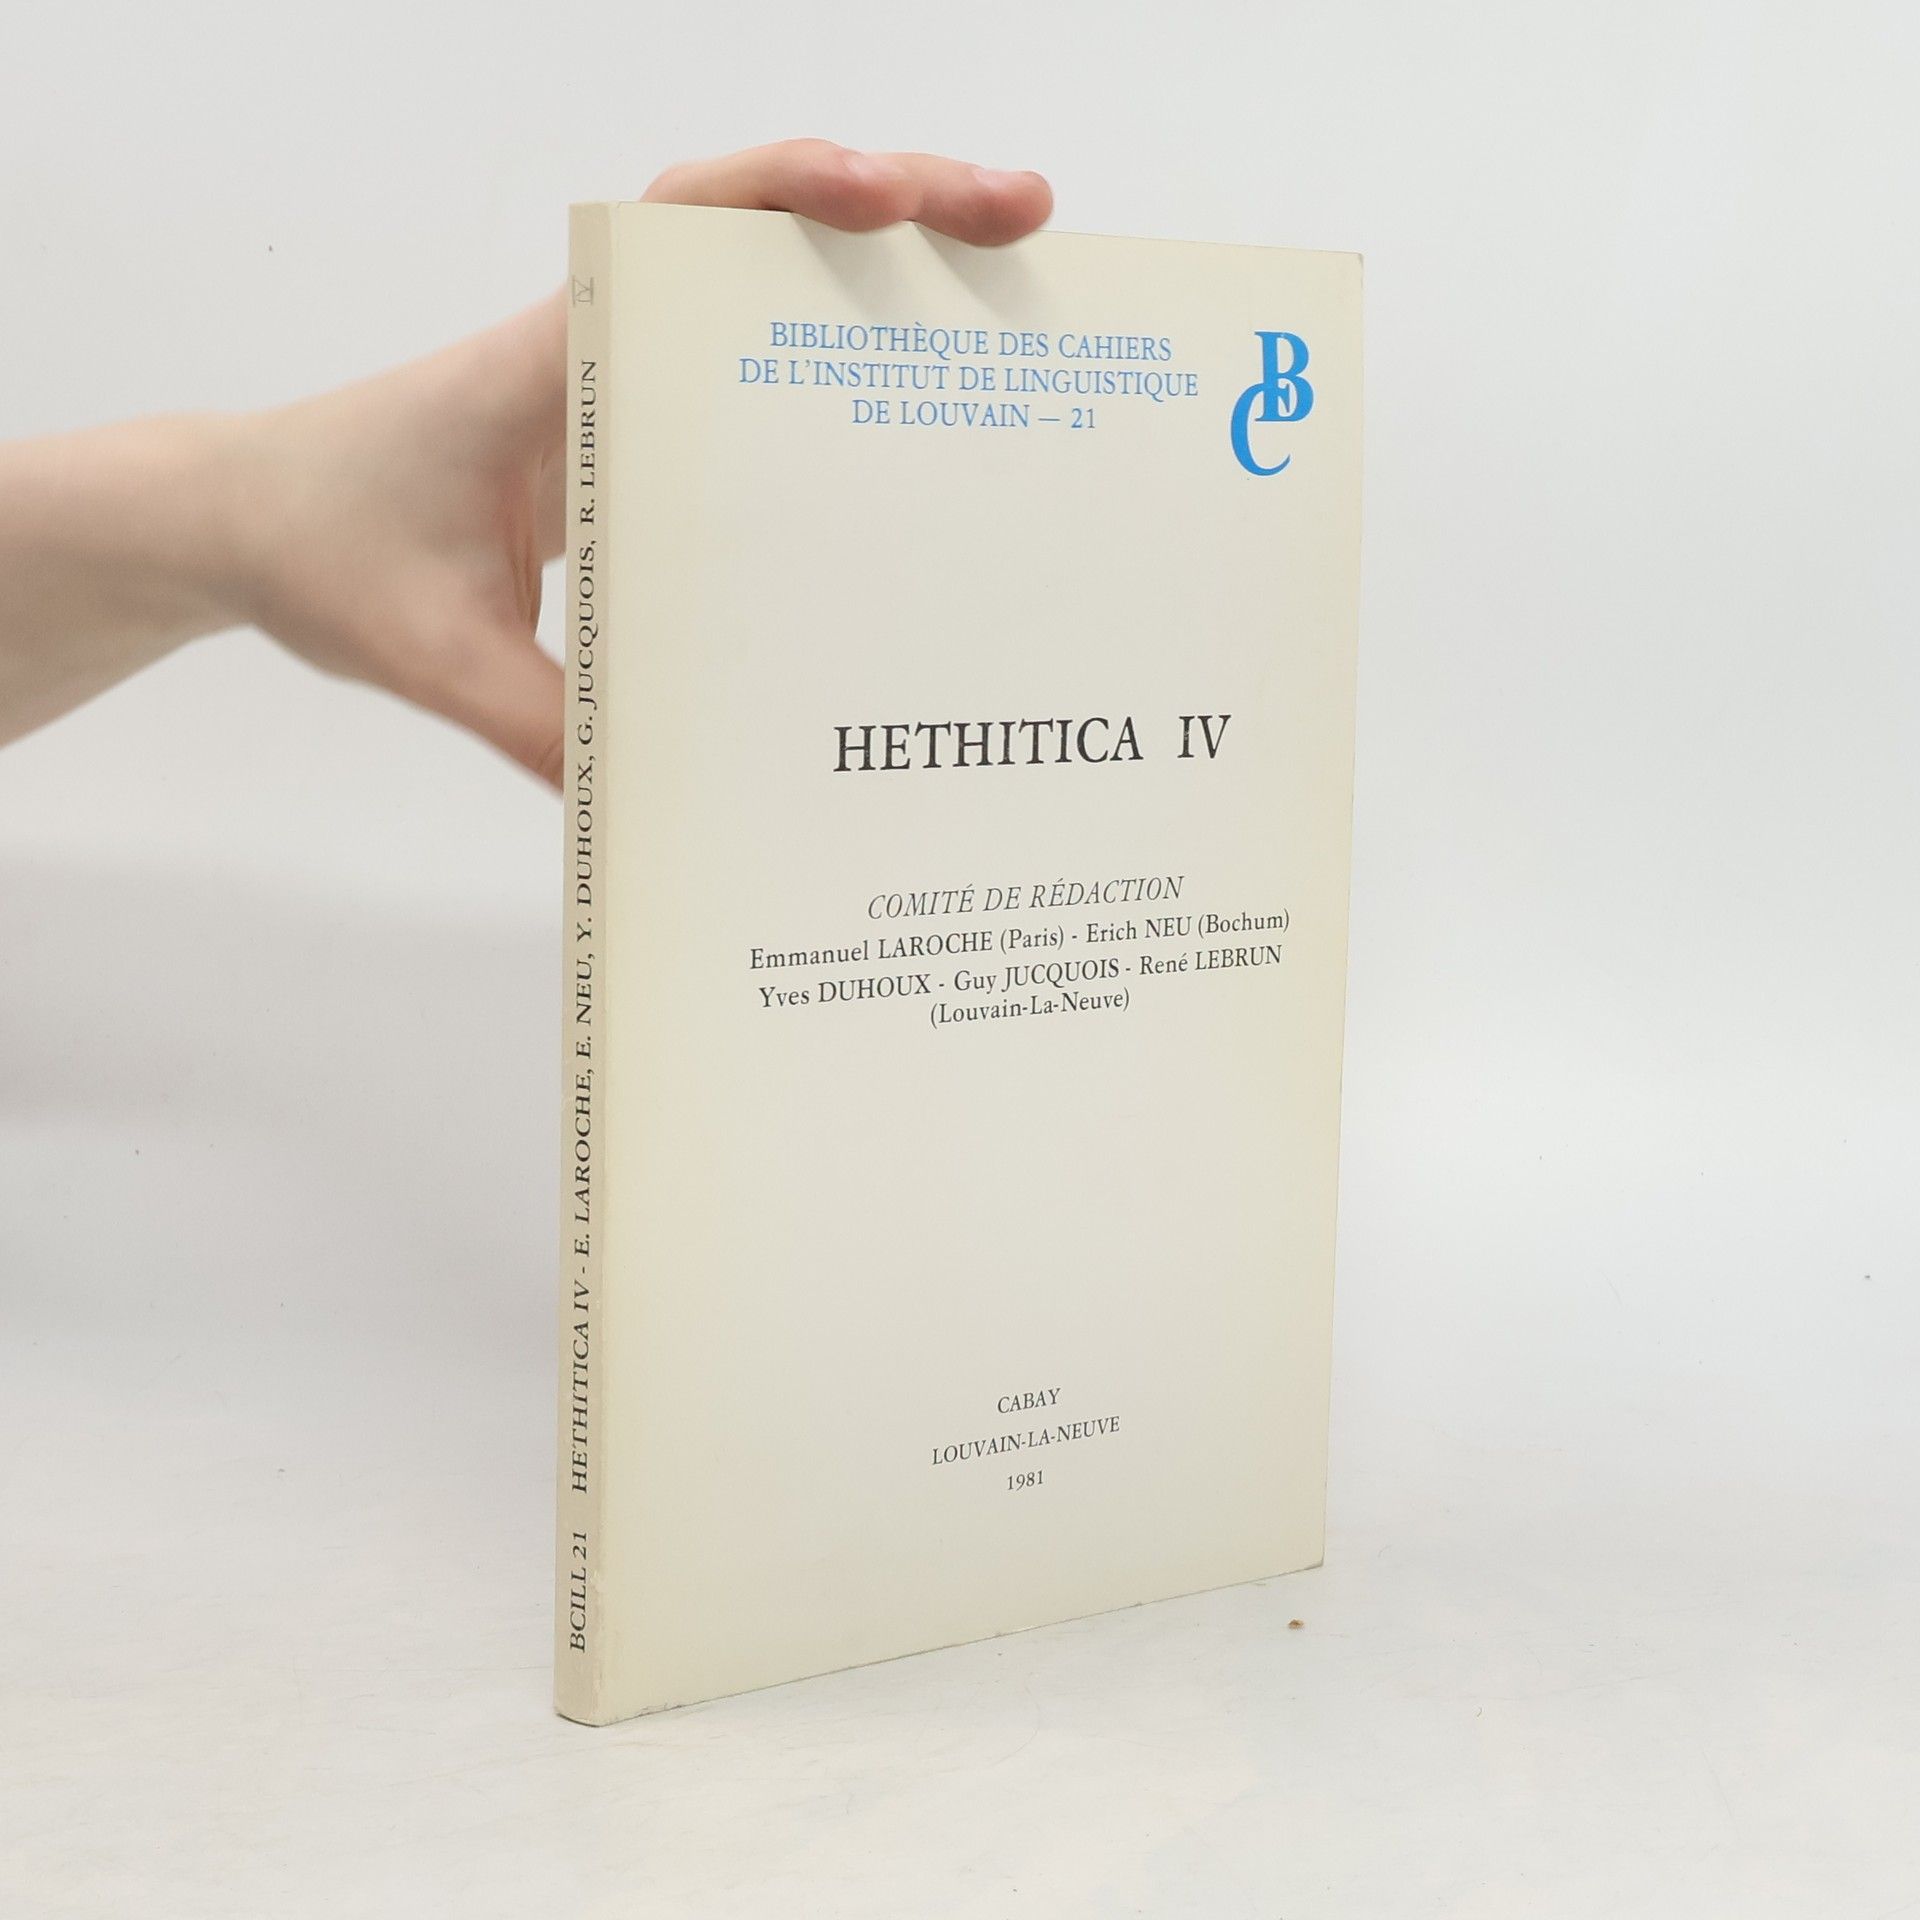 BIBLIOTHÈQUE DES CAHIERS
DE L'INSTITUT DE LINGUISTIQUE
DE LOUVAIN — 21
BC
HETHITICA IV
COMITÉ DE RÉDACTION
Emmanuel LAROCHE (Paris) - Erich NEU (Bochum)
Yves DUHOUX - Guy JUCQUOIS - René LEBRUN
(Louvain-La-Neuve)
CABAY
LOUVAIN-LA-NEUVE
1981
BCILL 21 HETHITICA IV - E. LAROCHE, E. NEU, Y. DUHOUX, G. JUCQUOIS, R. LEBRUN
IV